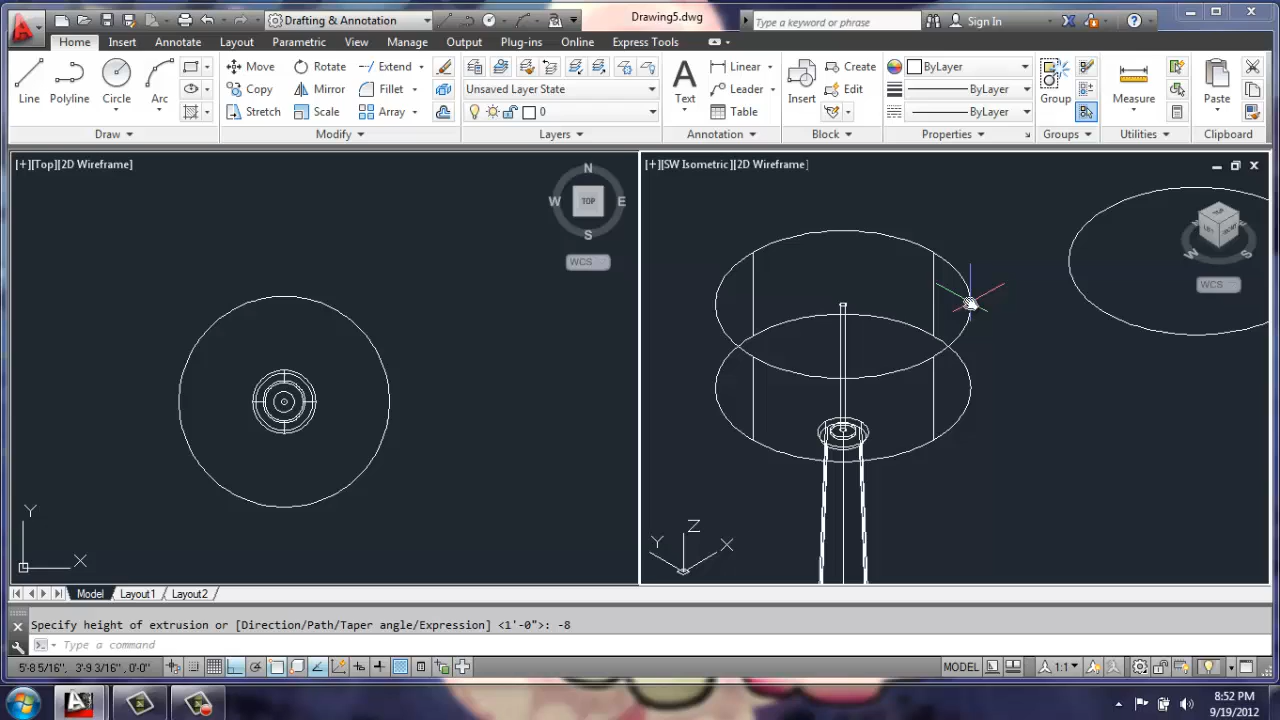 Drafting & Annotation
Drawing5.dwg
Type a keyword or phrase
Sign In
Home
Insert
Annotate
Layout
Parametric
View
Manage
Output
Plug-ins
Online
Express Tools
Line
Polyline
Circle
Arc
Move
Rotate
Extend
Copy
Mirror
Fillet
Stretch
Scale
Array
Unsaved Layer State
0
Text
Linear
Leader
Table
Insert
Create
Edit
ByLayer
ByLayer
ByLayer
Group
Measure
Paste
Draw
Modify
Layers
Annotation
Block
Properties
Groups
Utilities
Clipboard
[+][Top][2D Wireframe]
N
W
TOP
E
S
WCS
Y
X
[+][SW Isometric][2D Wireframe]
TOP
LEFT
FRONT
W
S
WCS
Z
Y
X
Model
Layout1
Layout2
Specify height of extrusion or [Direction/Path/Taper angle/Expression] <1'-0">: -8
Type a command
5'-8 5/16", 3'-9 3/16", 0'-0"
MODEL
1:1
8:52 PM
9/19/2012